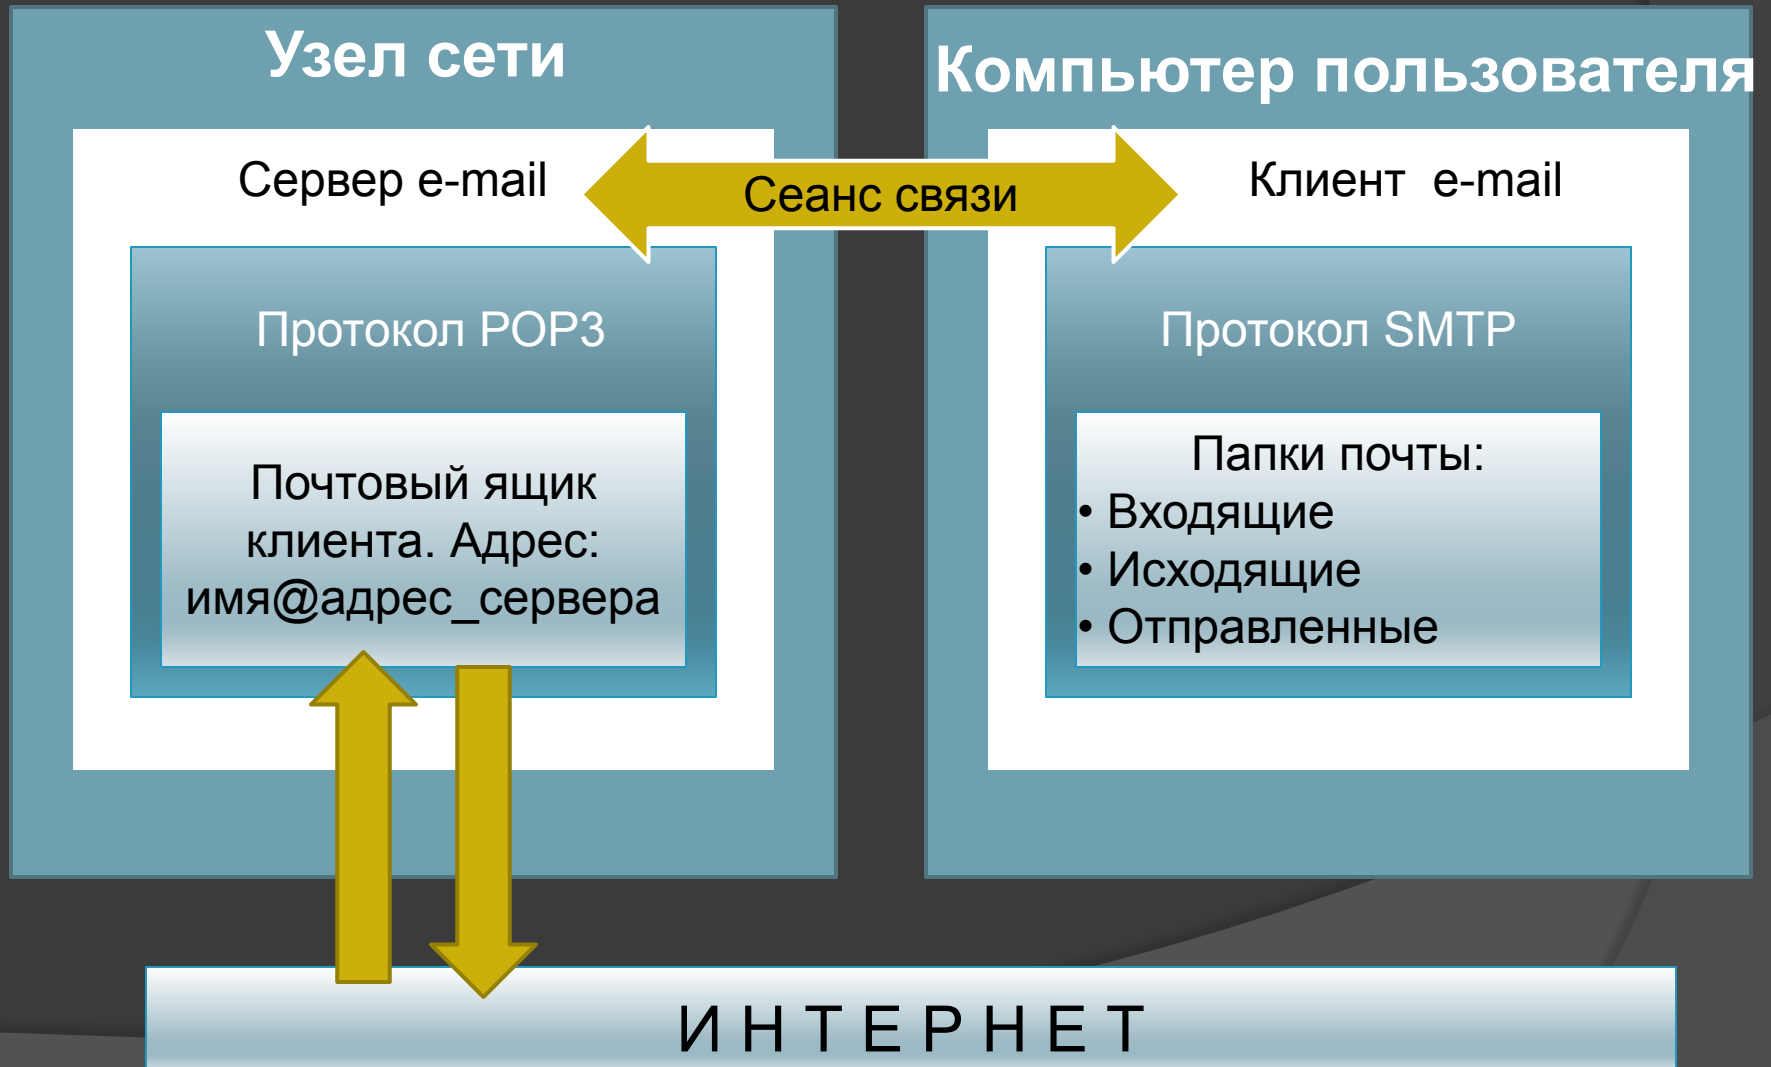 Узел сети
Компьютер пользователя
Сервер e-mail
Сеанс связи
Клиент e-mail
Протокол POP3
Протокол SMTP
Почтовый ящик
клиента. Адрес:
имя@адрес_сервера
Папки почты:
• Входящие
• Исходящие
• Отправленные
И Н Т Е Р Н Е Т